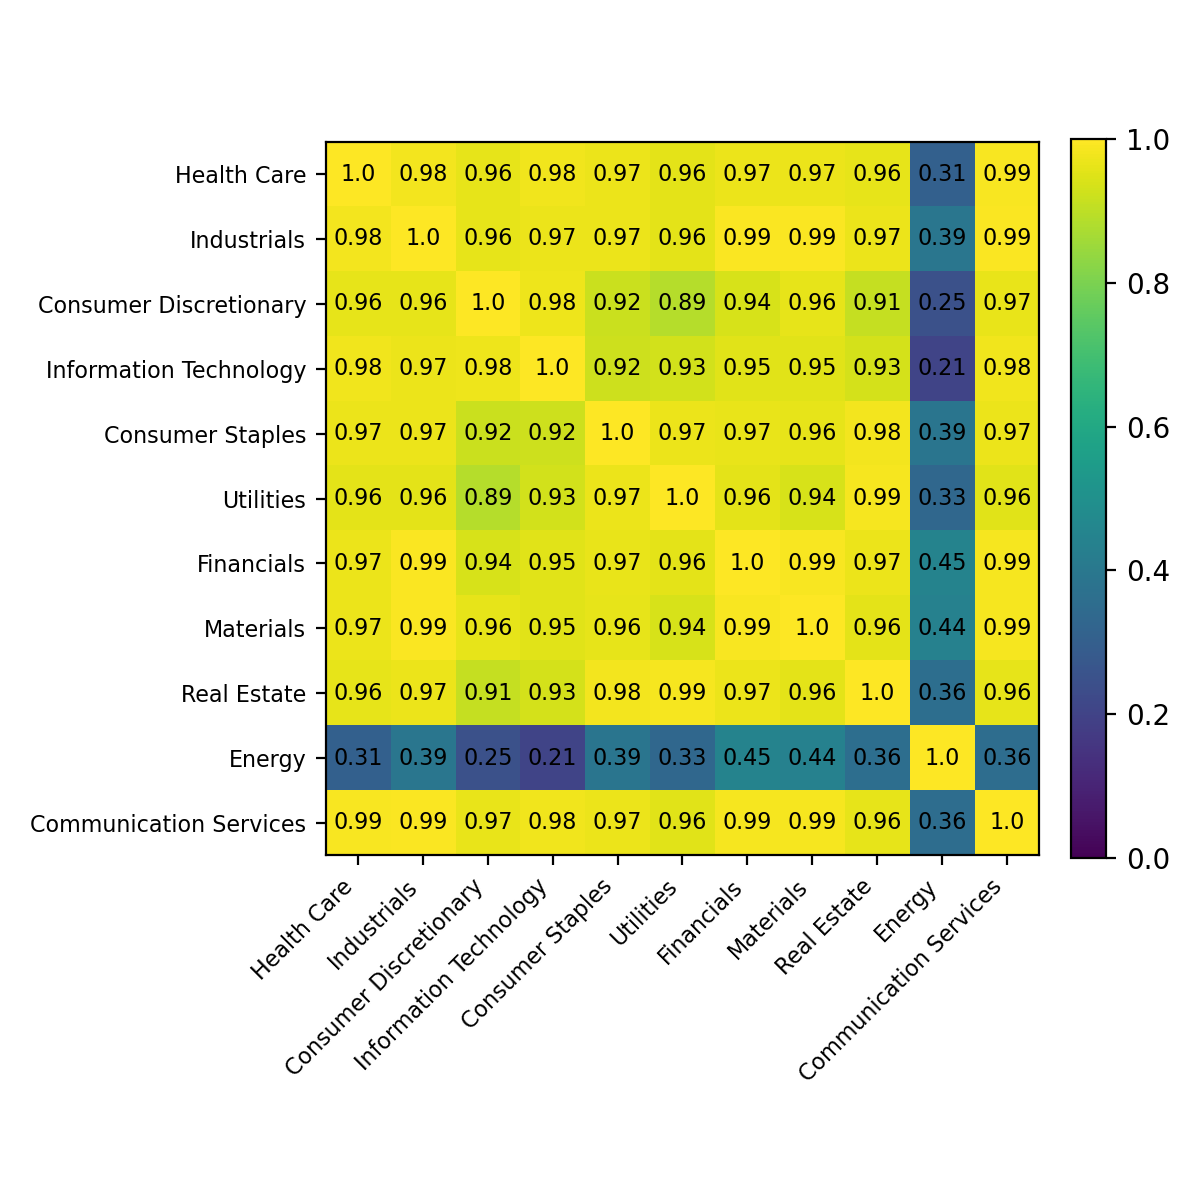 1.0
Health Care 1.0 0.98 0.96 0.98 0.97 0.96 0.97 0.97 0.96 0.31 0.99
Industrials 0.98 1.0 0.96 0.97 0.97 0.96 0.99 0.99 0.97 0.39 0.99
0.8
Consumer Discretionary 0.96 0.96 1.0 0.98 0.92 0.89 0.94 0.96 0.91 0.25 0.97
Information Technology 0.98 0.97 0.98 1.0 0.92 0.93 0.95 0.95 0.93 0.21 0.98
0.6
Consumer Staples 0.97 0.97 0.92 0.92 1.0 0.97 0.97 0.96 0.98 0.39 0.97
Utilities 0.96 0.96 0.89 0.93 0.97 1.0 0.96 0.94 0.99 0.33 0.96
Financials 0.97 0.99 0.94 0.95 0.97 0.96 1.0 0.99 0.97 0.45 0.99
0.4
Materials 0.97 0.99 0.96 0.95 0.96 0.94 0.99 1.0 0.96 0.44 0.99
Real Estate 0.96 0.97 0.91 0.93 0.98 0.99 0.97 0.96 1.0 0.36 0.96
0.2
Energy 0.31 0.39 0.25 0.21 0.39 0.33 0.45 0.44 0.36 1.0 0.36
Communication Services 0.99 0.99 0.97 0.98 0.97 0.96 0.99 0.99 0.96 0.36 1.0
0.0
Health Care
Industrials
Consumer Discretionary
Information Technology
Consumer Staples
Utilities
Financials
Materials
Real Estate
Energy
Communication Services